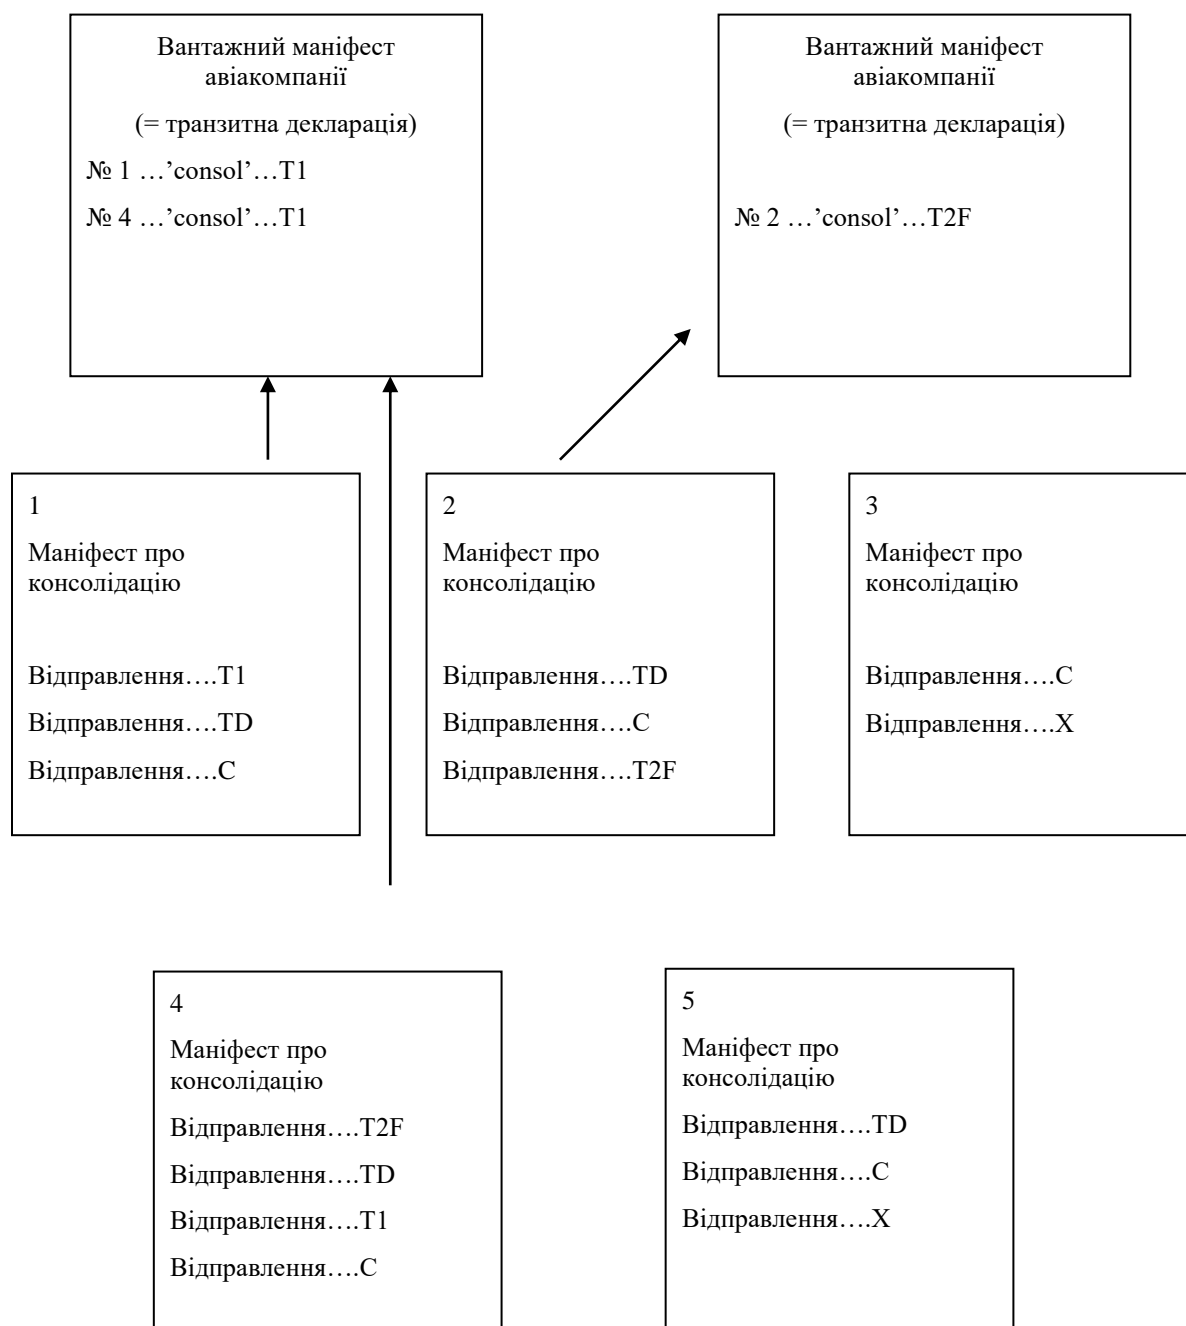 Вантажний маніфест
авіакомпанії
(= транзитна декларація)
№ 1 …’consol’…T1
№ 4 …’consol’…T1
Вантажний маніфест
авіакомпанії
(= транзитна декларація)
№ 2 …’consol’…T2F
1
Маніфест про
консолідацію
Відправлення….T1
Відправлення….TD
Відправлення….C
2
Маніфест про
консолідацію
Відправлення….TD
Відправлення….C
Відправлення….T2F
3
Маніфест про
консолідацію
Відправлення….C
Відправлення….X
4
Маніфест про
консолідацію
Відправлення….T2F
Відправлення….TD
Відправлення….T1
Відправлення….C
5
Маніфест про
консолідацію
Відправлення….TD
Відправлення….C
Відправлення….X